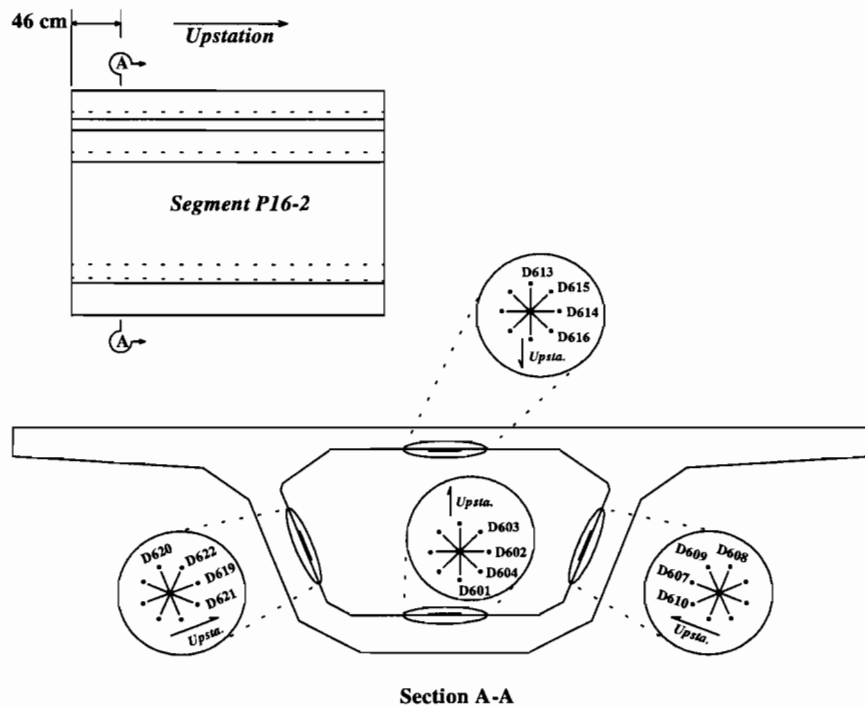 46 cm
Upstation
A
Segment P16-2
A
D613
D615
D614
D616
Upsta.
Upsta.
D603
D602
D604
D601
D620
D622
D619
D621
Upsta.
D609
D608
D607
D610
Upsta.
Section A-A